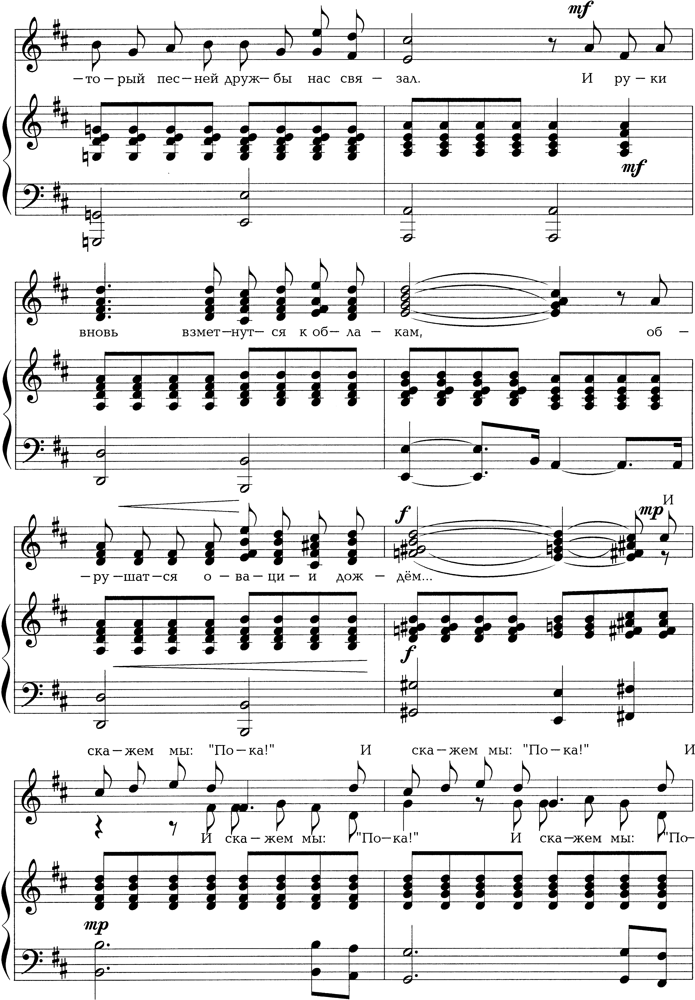 mf
–то–рый пес–ней друж–бы нас свя – зал. И ру–ки
mf
вновь взмет–нут–ся к об–ла – кам, об –
И
f mp
–ру–шат–ся о – ва–ци–и дож – дём...
f
ска–жем мы: "По–ка!" И ска–жем мы: "По–ка!" И
И ска–жем мы: "По–ка!" И ска–жем мы: "По–
mp